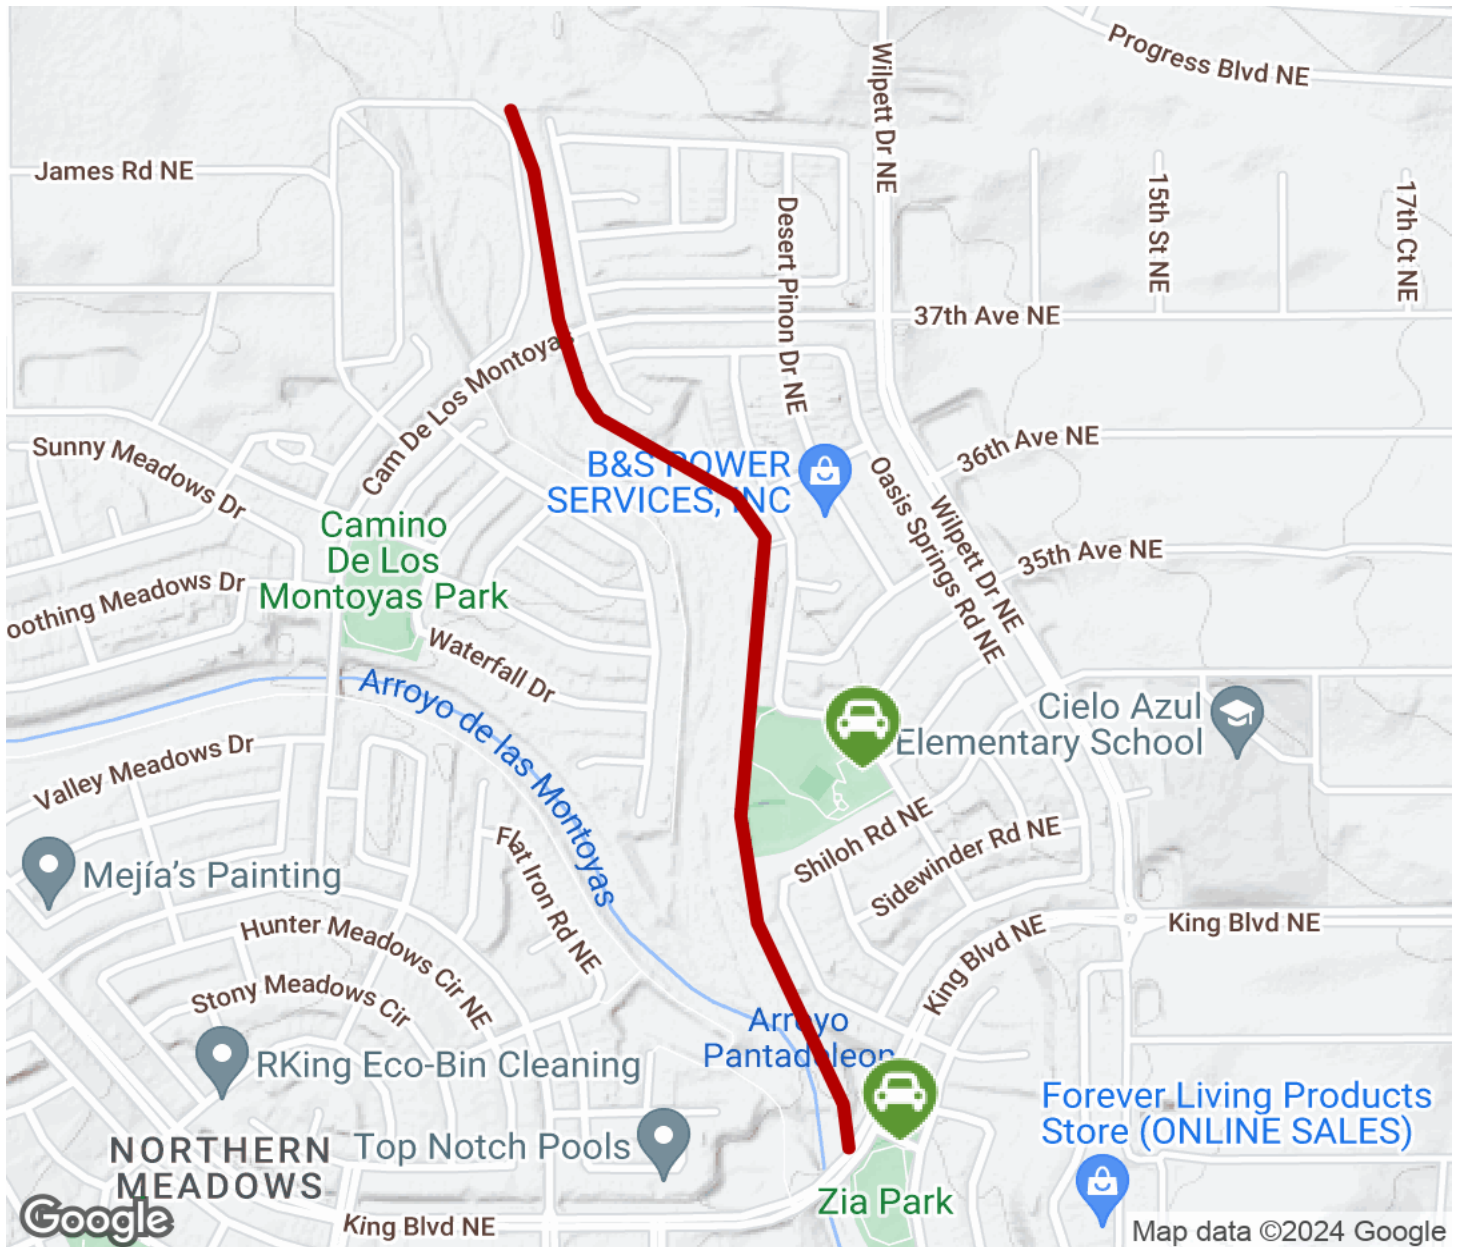 Progress Blvd NE
Wilpett Dr NE
James Rd NE
Desert Pinon Dr NE
15th St NE
17th Ct NE
37th Ave NE
Cam De Los Montoyas
Sunny Meadows Dr
36th Ave NE
B&S POWER
SERVICES, INC
Oasis Springs Rd NE
Wilpett Dr NE
35th Ave NE
Camino
De Los
Montoyas Park
oothing Meadows Dr
Waterfall Dr
Arroyo de las Montoyas
Cielo Azul
Elementary School
Valley Meadows Dr
Flat Iron Rd NE
Shiloh Rd NE
Sidewinder Rd NE
Mejía's Painting
Hunter Meadows Cir NE
King Blvd NE
King Blvd NE
Stony Meadows Cir
Arroyo
Pantadeleon
RKing Eco-Bin Cleaning
Forever Living Products
Store (ONLINE SALES)
Top Notch Pools
NORTHERN
MEADOWS
Zia Park
King Blvd NE
Google
Map data ©2024 Google